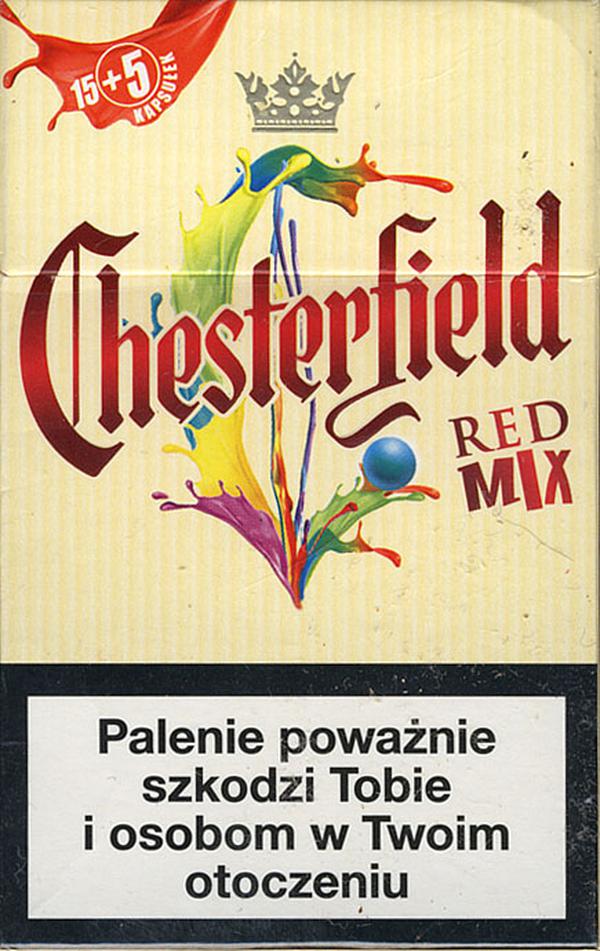 15+5
KAPSUŁEK
Chesterfield
RED
MIX
Palenie poważnie
szkodzi Tobie
i osobom w Twoim
otoczeniu